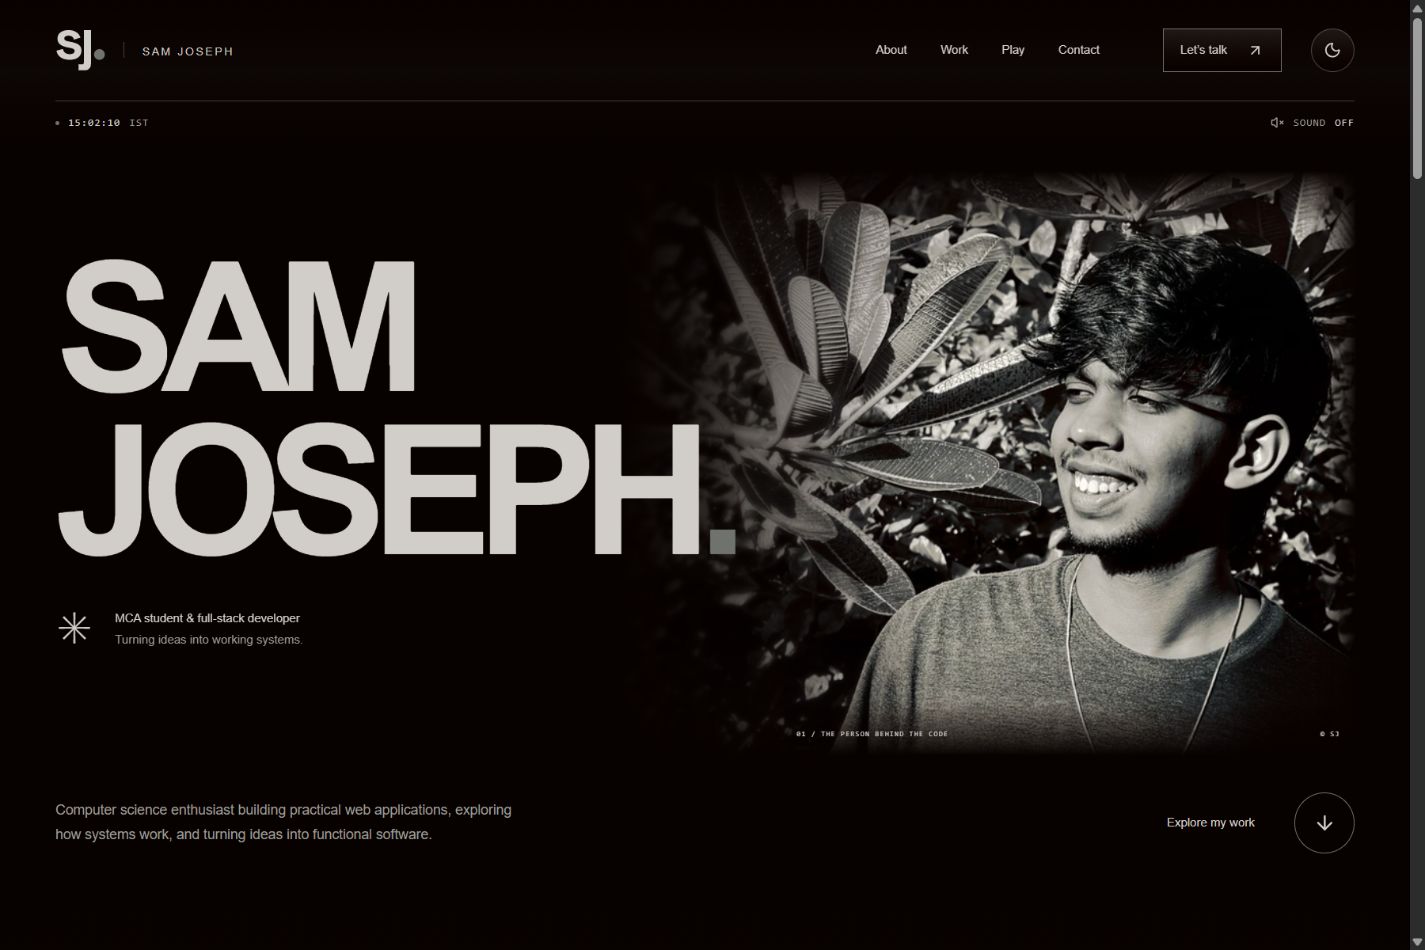 SJ.
SAM JOSEPH
About
Work
Play
Contact
Let's talk
15:02:10 IST
SOUND OFF
SAM
JOSEPH.
MCA student & full-stack developer
Turning ideas into working systems.
01 / THE PERSON BEHIND THE CODE
© SJ
Computer science enthusiast building practical web applications, exploring
how systems work, and turning ideas into functional software.
Explore my work